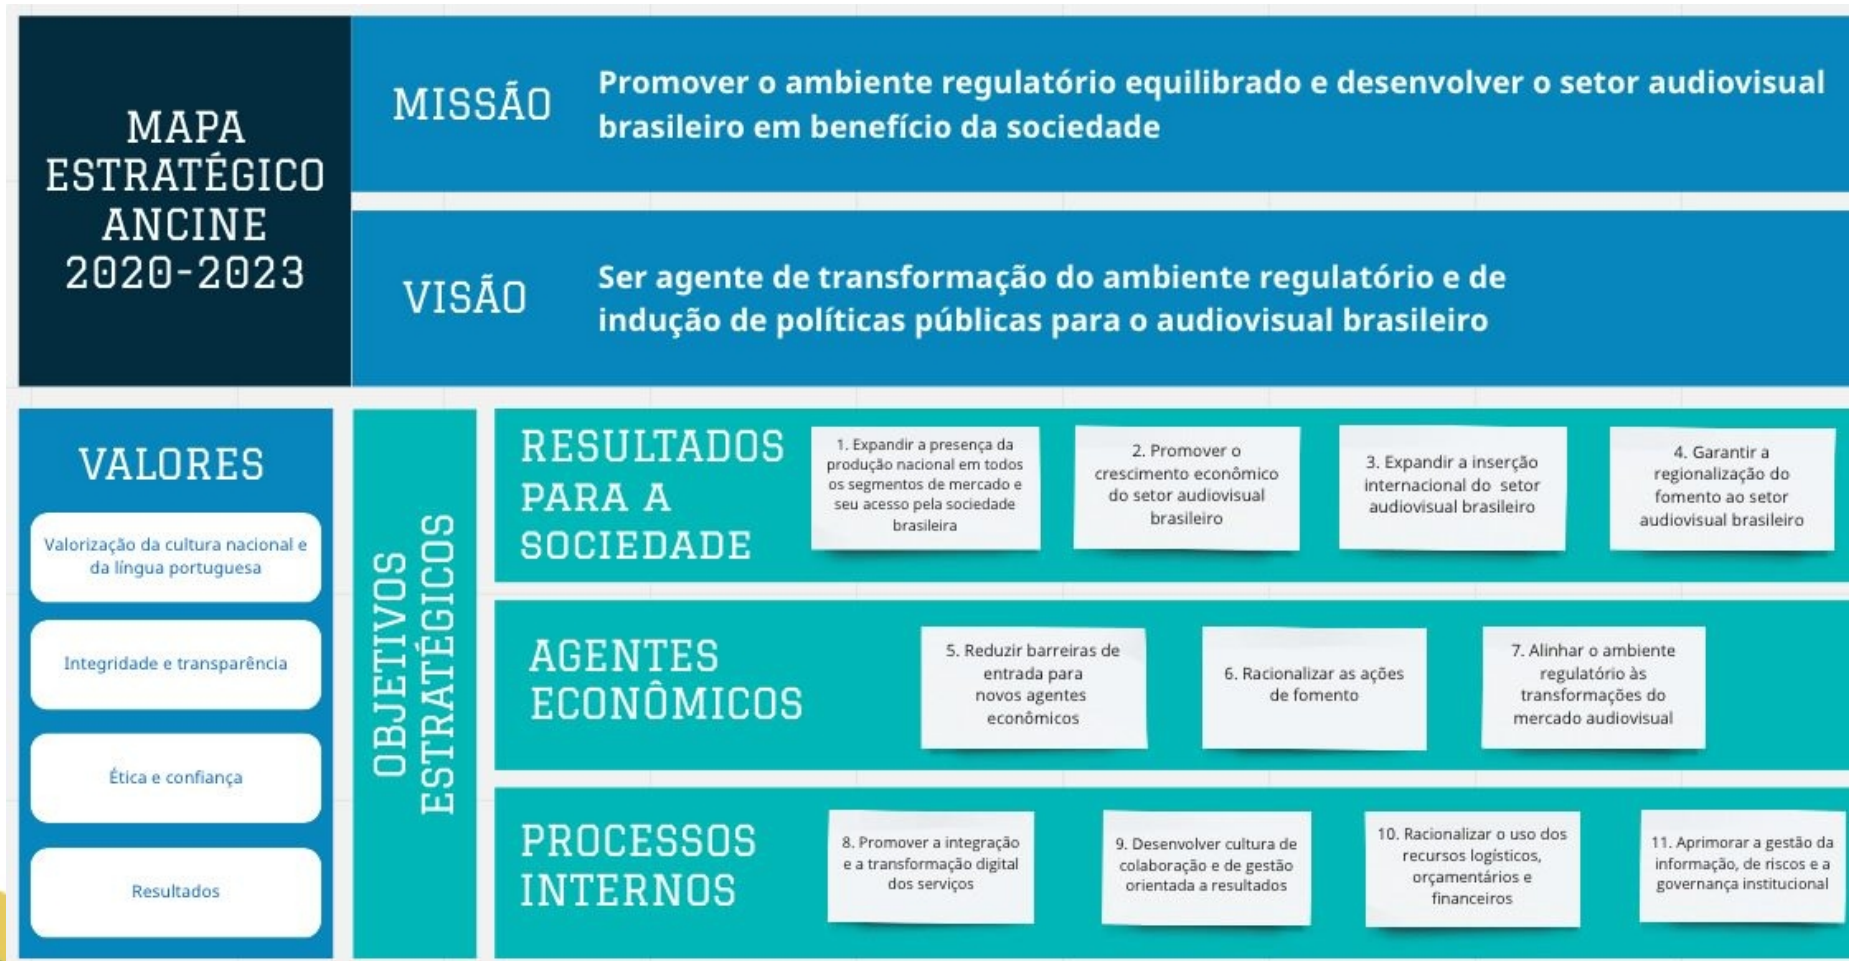 MAPA
ESTRATÉGICO
ANCINE
2020-2023
MISSÃO
Promover o ambiente regulatório equilibrado e desenvolver o setor audiovisual
brasileiro em benefício da sociedade
VISÃO
Ser agente de transformação do ambiente regulatório e de
indução de políticas públicas para o audiovisual brasileiro
VALORES
Valorização da cultura nacional e
da língua portuguesa
Integridade e transparência
Ética e confiança
Resultados
OBJETIVOS
ESTRATÉGICOS
RESULTADOS
PARA A
SOCIEDADE
1. Expandir a presença da
produção nacional em todos
os segmentos de mercado e
seu acesso pela sociedade
brasileira
2. Promover o
crescimento econômico
do setor audiovisual
brasileiro
3. Expandir a inserção
internacional do setor
audiovisual brasileiro
4. Garantir a
regionalização do
fomento ao setor
audiovisual brasileiro
AGENTES
ECONÔMICOS
5. Reduzir barreiras de
entrada para
novos agentes
econômicos
6. Racionalizar as ações
de fomento
7. Alinhar o ambiente
regulatório às
transformações do
mercado audiovisual
PROCESSOS
INTERNOS
8. Promover a integração
e a transformação digital
dos serviços
9. Desenvolver cultura de
colaboração e de gestão
orientada a resultados
10. Racionalizar o uso dos
recursos logísticos,
orçamentários e
financeiros
11. Aprimorar a gestão da
informação, de riscos e a
governança institucional